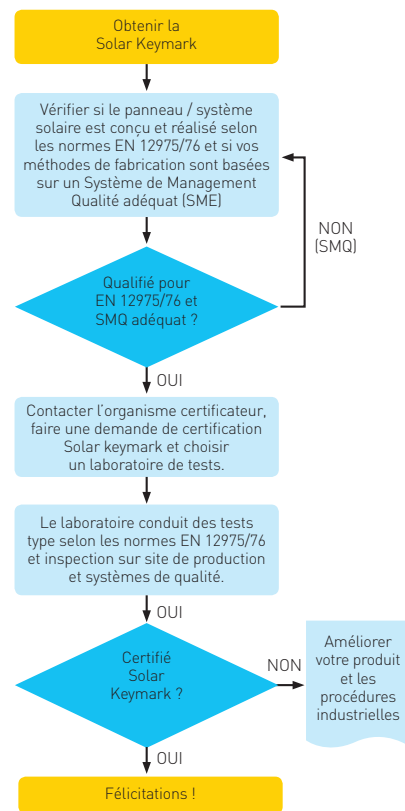 Obtenir la
Solar Keymark
Vérifier si le panneau / système
solaire est conçu et réalisé selon
les normes EN 12975/76 et si vos
méthodes de fabrication sont basées
sur un Système de Management
Qualité adéquat (SME)
NON
(SMQ)
Qualifié pour
EN 12975/76 et
SMQ adéquat ?
OUI
Contacter l’organisme certificateur,
faire une demande de certification
Solar keymark et choisir
un laboratoire de tests.
Le laboratoire conduit des tests
type selon les normes EN 12975/76
et inspection sur site de production
et systèmes de qualité.
OUI
Certifié
Solar
Keymark ?
NON
Améliorer
votre produit
et les
procédures
industrielles
OUI
Félicitations !